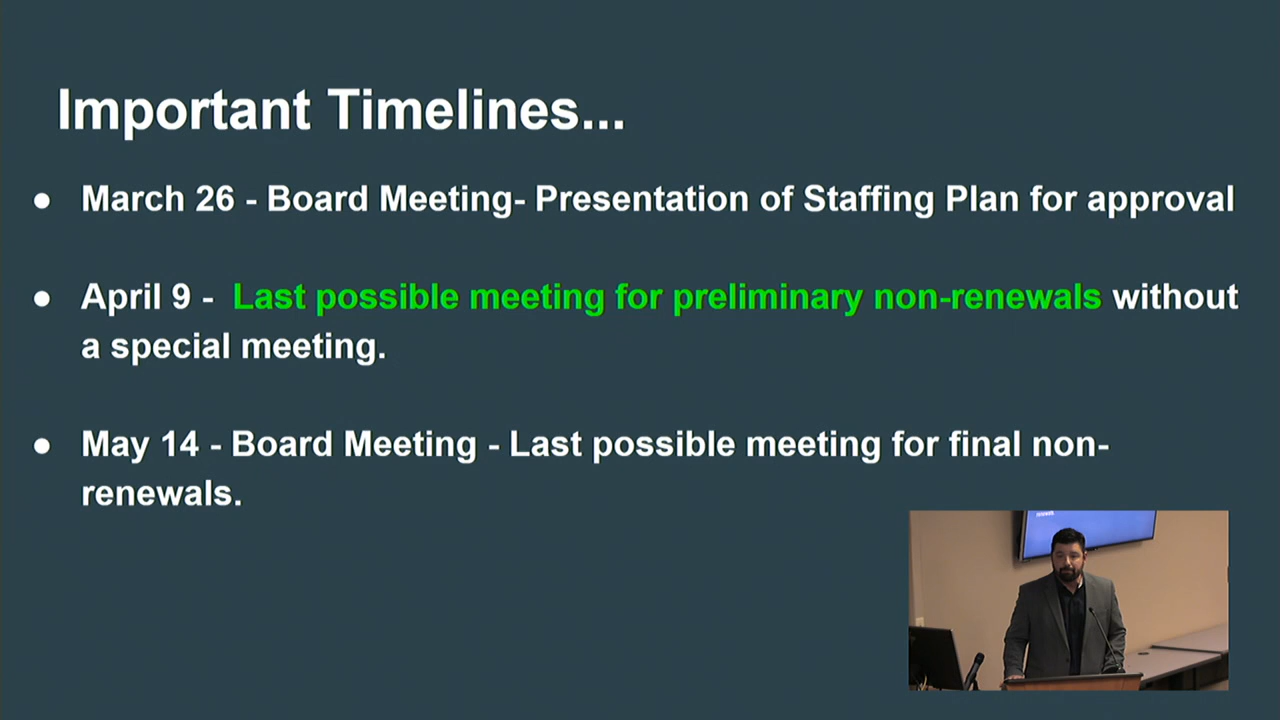 Important Timelines...
● March 26 - Board Meeting- Presentation of Staffing Plan for approval
● April 9 - Last possible meeting for preliminary non-renewals without
a special meeting.
● May 14 - Board Meeting - Last possible meeting for final non-
renewals.